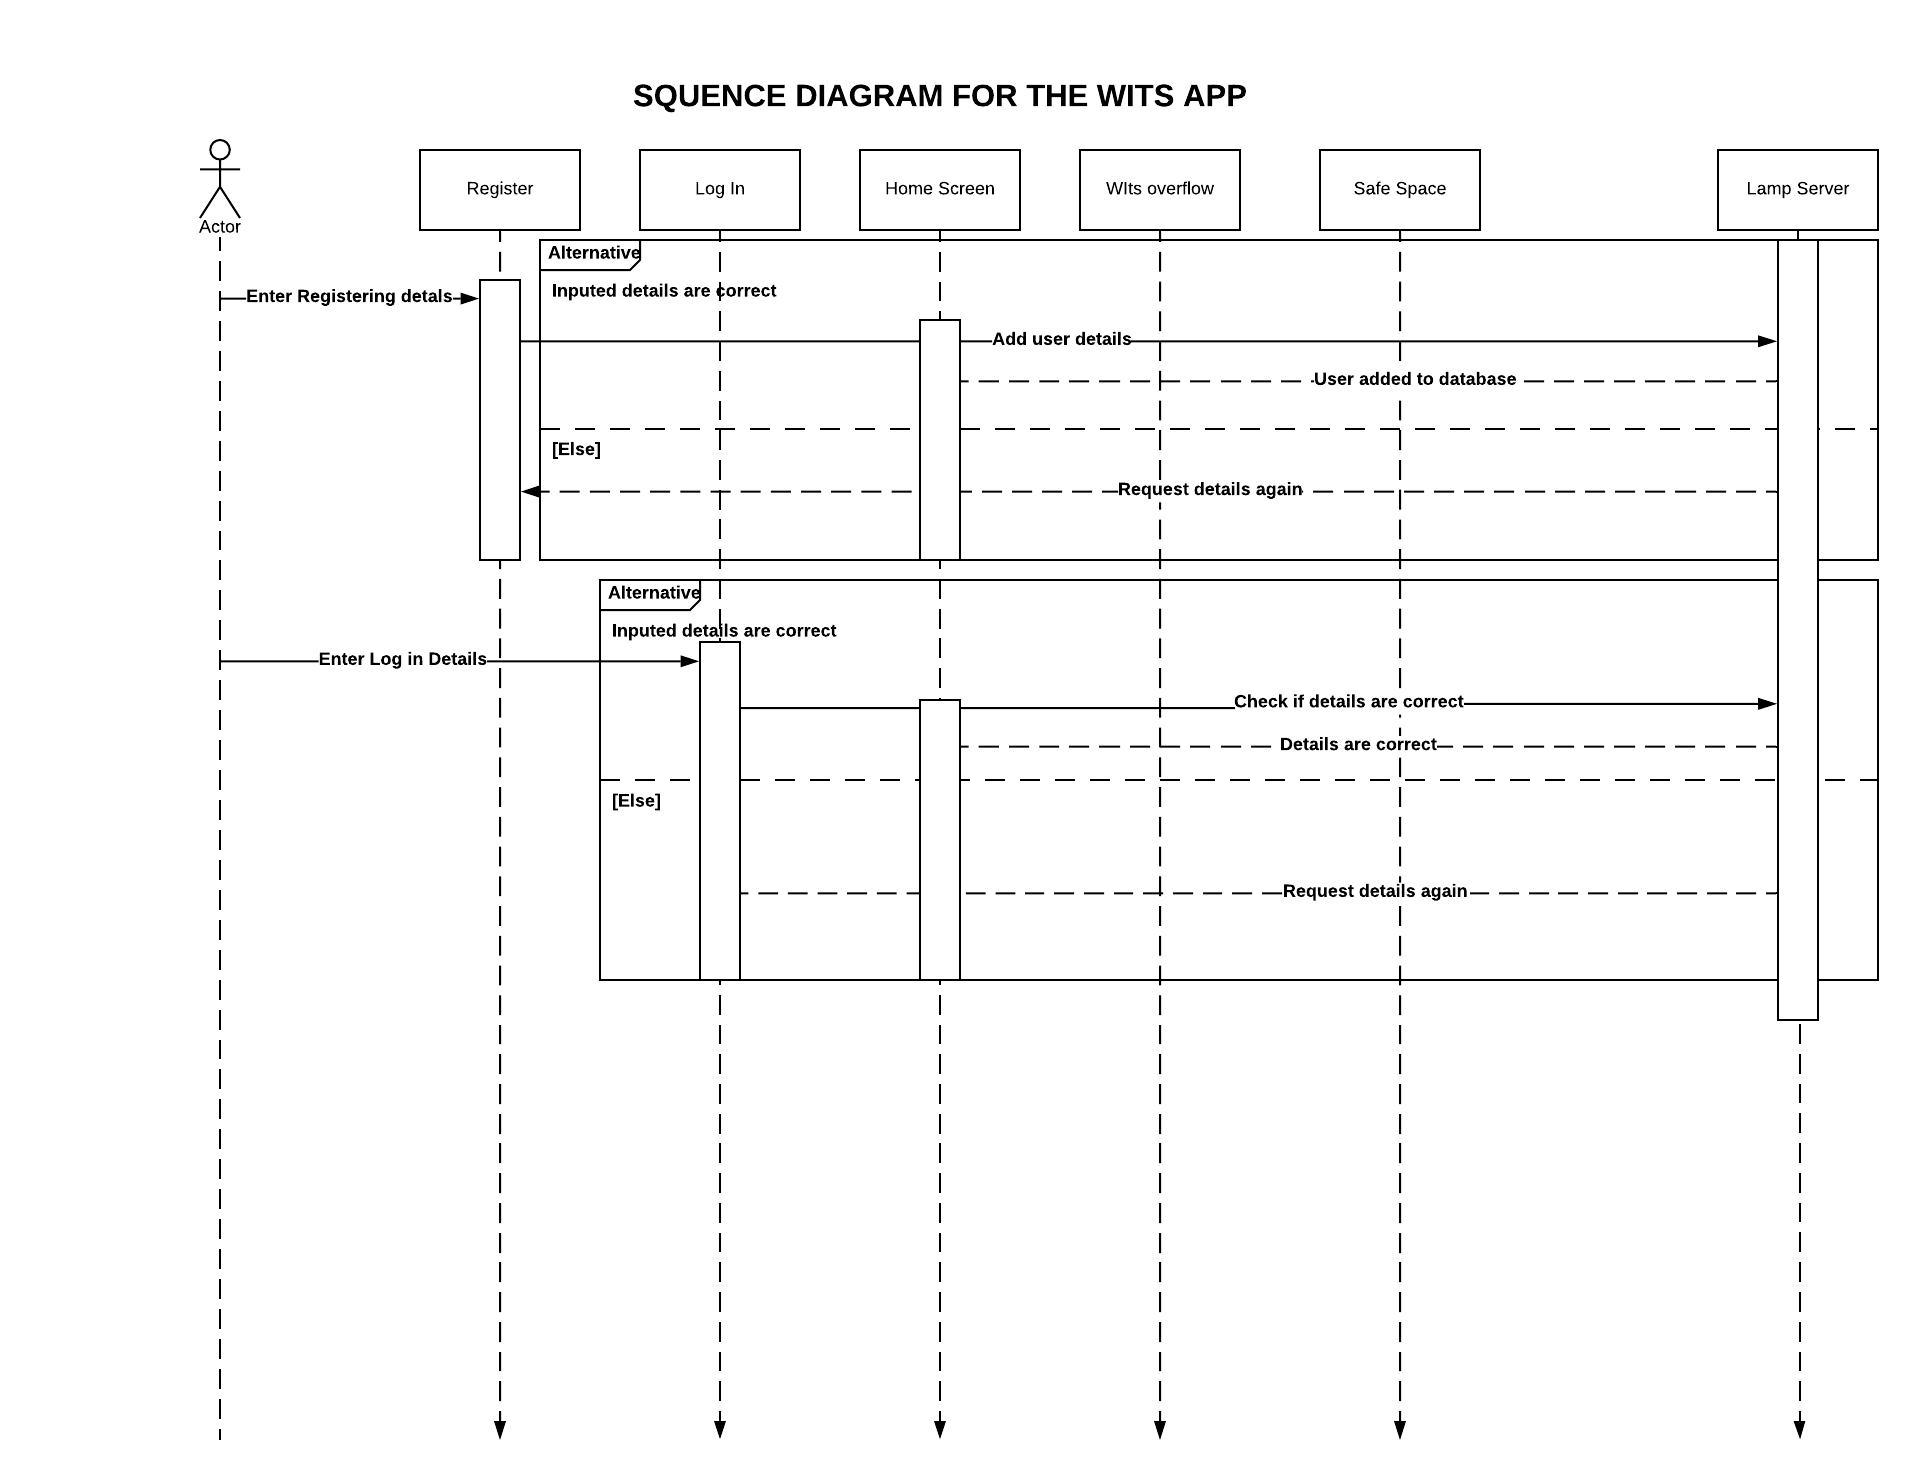 SQUENCE DIAGRAM FOR THE WITS APP
Actor
Register
Log In
Home Screen
WIts overflow
Safe Space
Lamp Server
Alternative
Inputed details are correct
Enter Registering detals
Add user details
User added to database
[Else]
Request details again
Alternative
Inputed details are correct
Enter Log in Details
Check if details are correct
Details are correct
[Else]
Request details again